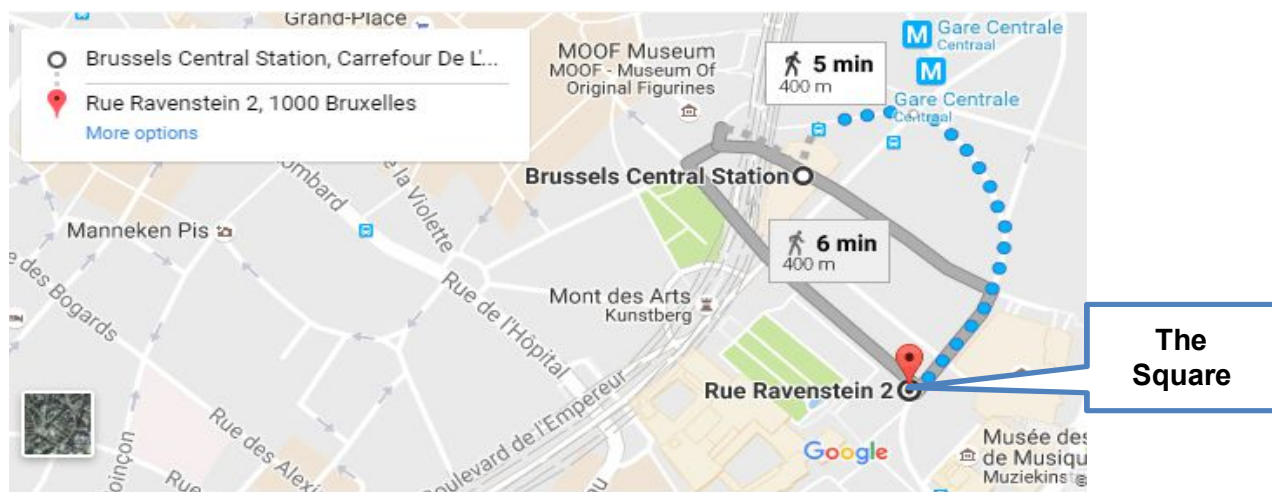 Grand-Place
Brussels Central Station, Carrefour De L'...
Rue Ravenstein 2, 1000 Bruxelles
More options
MOOF Museum
MOOF - Museum Of
Original Figurines
5 min
400 m
M Gare Centrale
Centraal
M
Gare Centrale
Centraal
Lombard
de la Violette
Brussels Central Station
Manneken Pis
6 min
400 m
des Bogards
Rue de l'Hôpital
Mont des Arts
Kunstberg
The
Square
Rue Ravenstein 2
Boulevard de l'Empereur
Rue des Alexi
Google
Musée des
de Musiqu
Muziekins
Poinçon
Rue